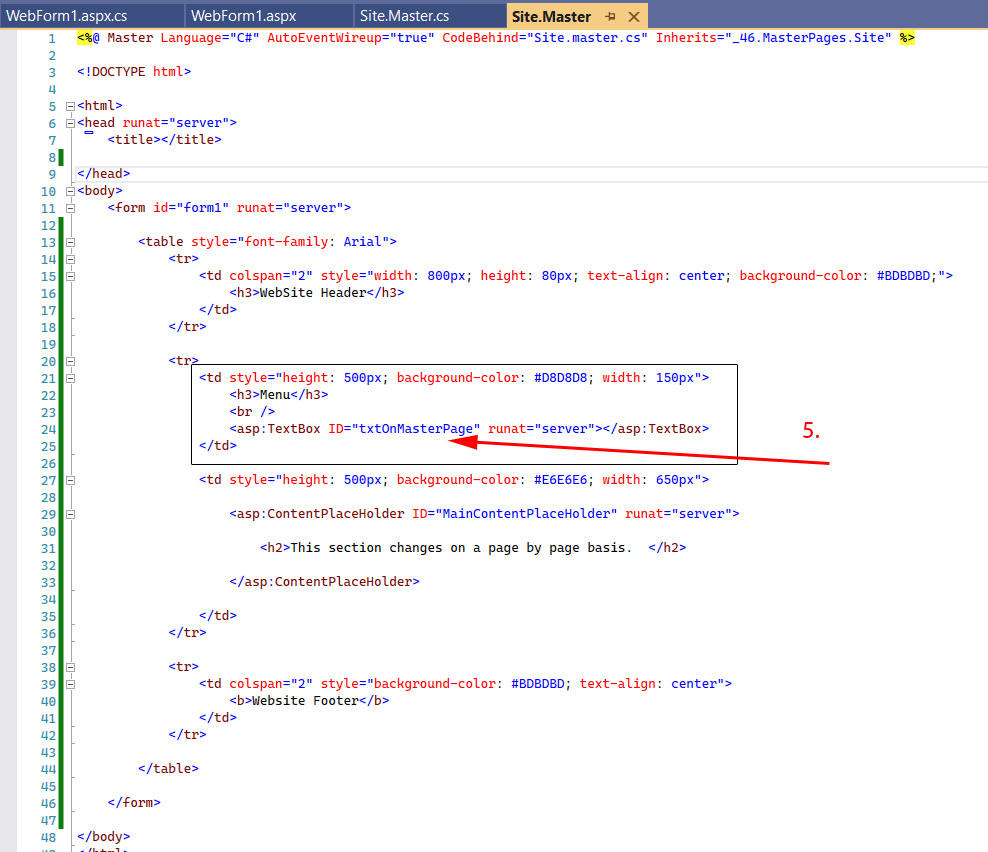 WebForm1.aspx.cs WebForm1.aspx Site.Master.cs Site.Master
1 <%@ Master Language="C#" AutoEventWireup="true" CodeBehind="Site.master.cs" Inherits="_46.MasterPages.Site" %>
2
3 <!DOCTYPE html>
4
5 <html>
6 <head runat="server">
7 <title></title>
8
9 </head>
10 <body>
11 <form id="form1" runat="server">
12
13 <table style="font-family: Arial">
14 <tr>
15 <td colspan="2" style="width: 800px; height: 80px; text-align: center; background-color: #BDBDBD;">
16 <h3>WebSite Header</h3>
17 </td>
18 </tr>
19
20 <tr>
21 <td style="height: 500px; background-color: #D8D8D8; width: 150px">
22 <h3>Menu</h3>
23 <br />
24 <asp:TextBox ID="txtOnMasterPage" runat="server"></asp:TextBox>
5.
25 </td>
26
27 <td style="height: 500px; background-color: #E6E6E6; width: 650px">
28
29 <asp:ContentPlaceHolder ID="MainContentPlaceHolder" runat="server">
30
31 <h2>This section changes on a page by page basis.  </h2>
32
33 </asp:ContentPlaceHolder>
34
35 </td>
36 </tr>
37
38 <tr>
39 <td colspan="2" style="background-color: #BDBDBD; text-align: center">
40 <b>Website Footer</b>
41 </td>
42 </tr>
43
44 </table>
45
46 </form>
47
48 </body>